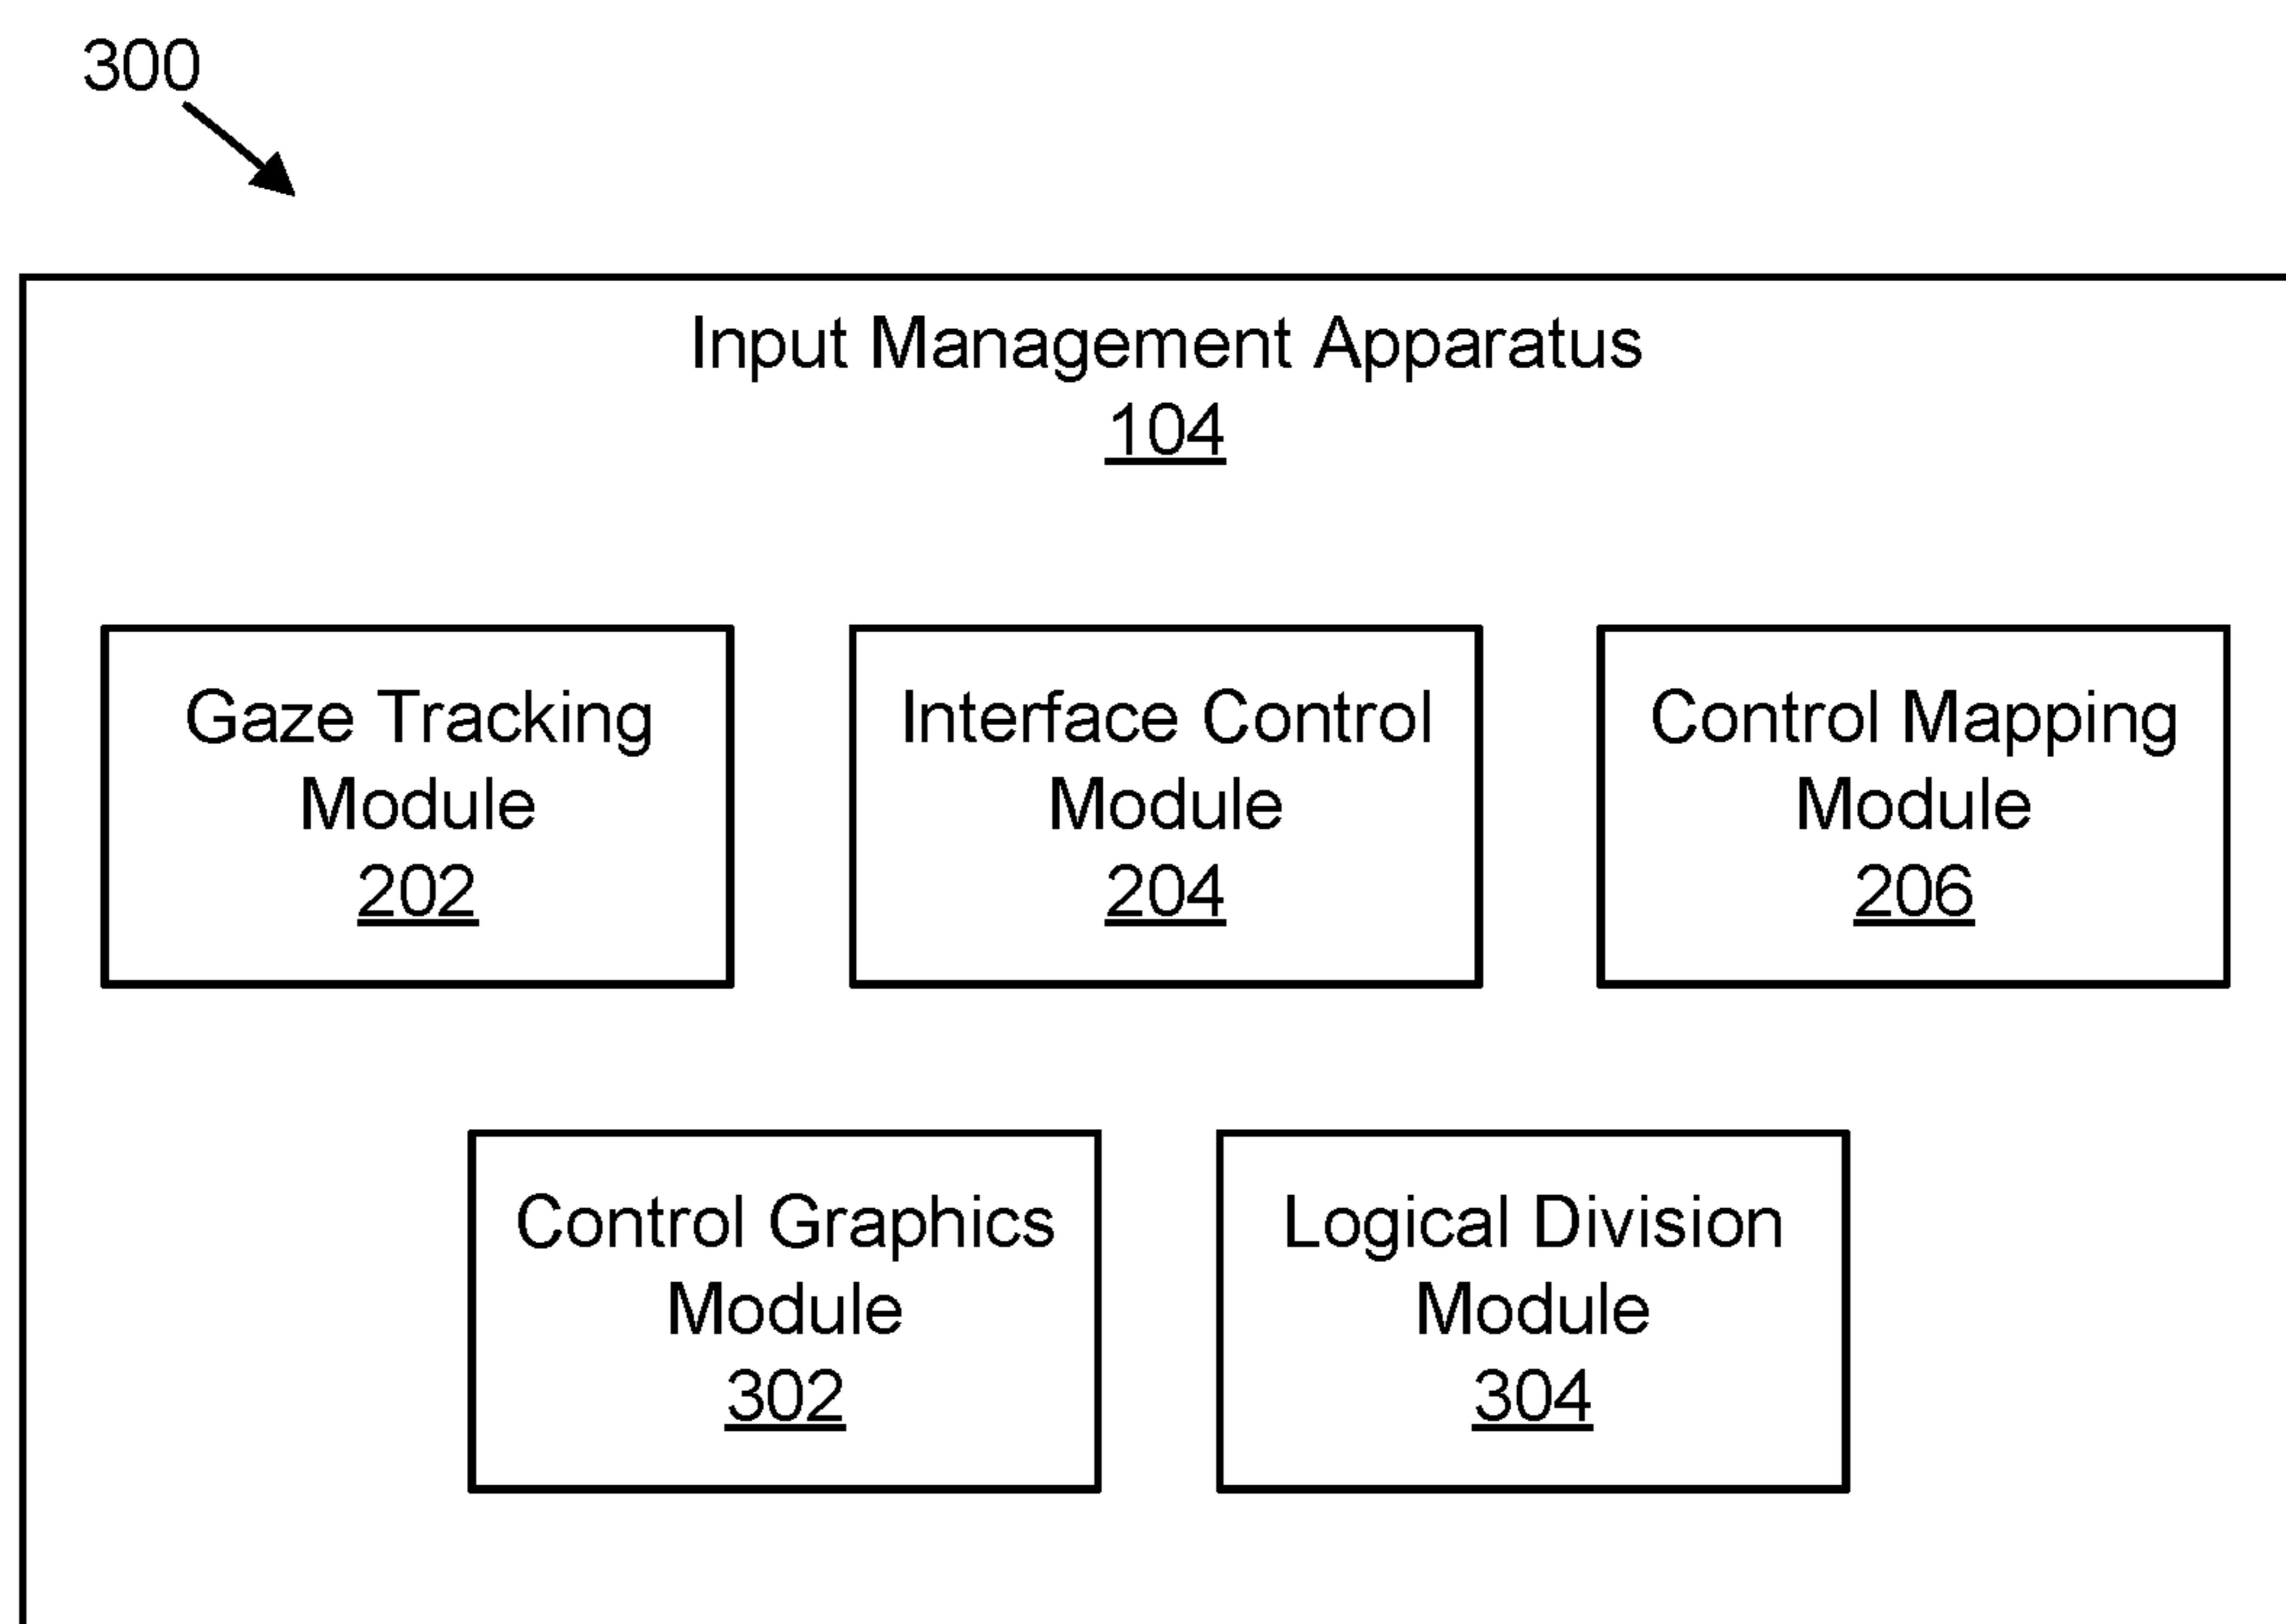 300
Input Management Apparatus
104
Gaze Tracking
Module
202
Interface Control
Module
204
Control Mapping
Module
206
Control Graphics
Module
302
Logical Division
Module
304